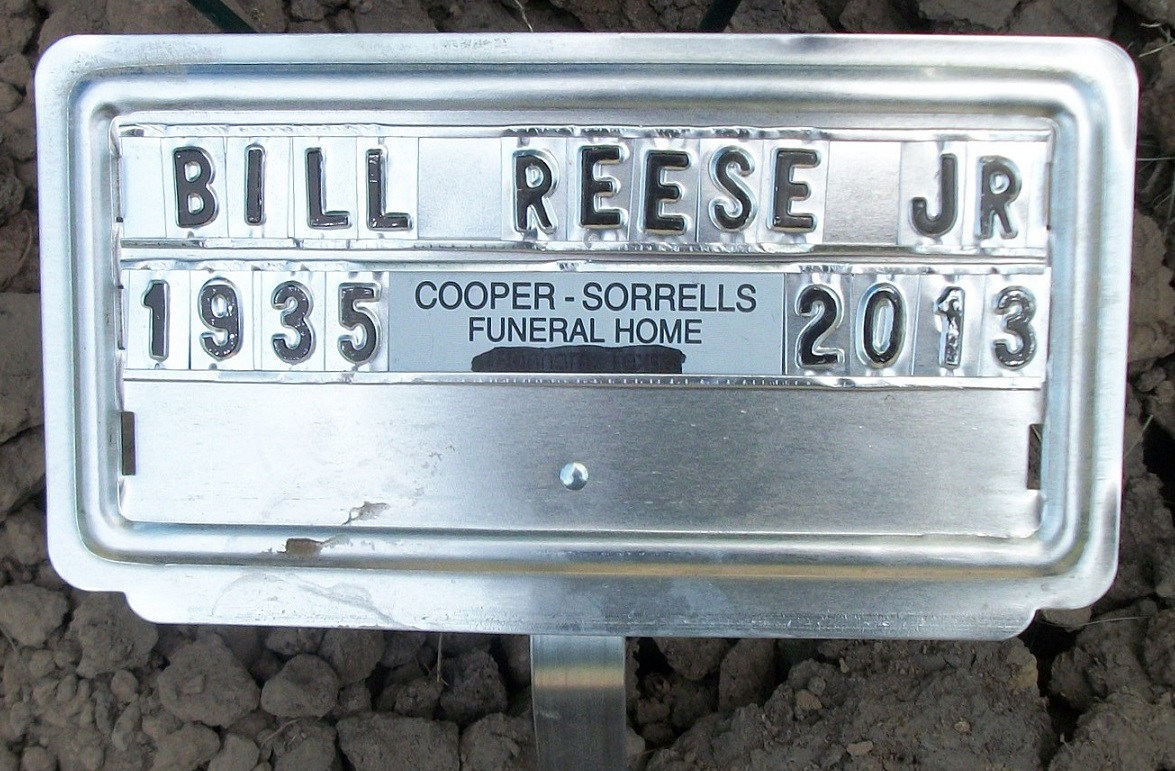 BILL REESE JR
1935 COOPER - SORRELLS 2013
FUNERAL HOME